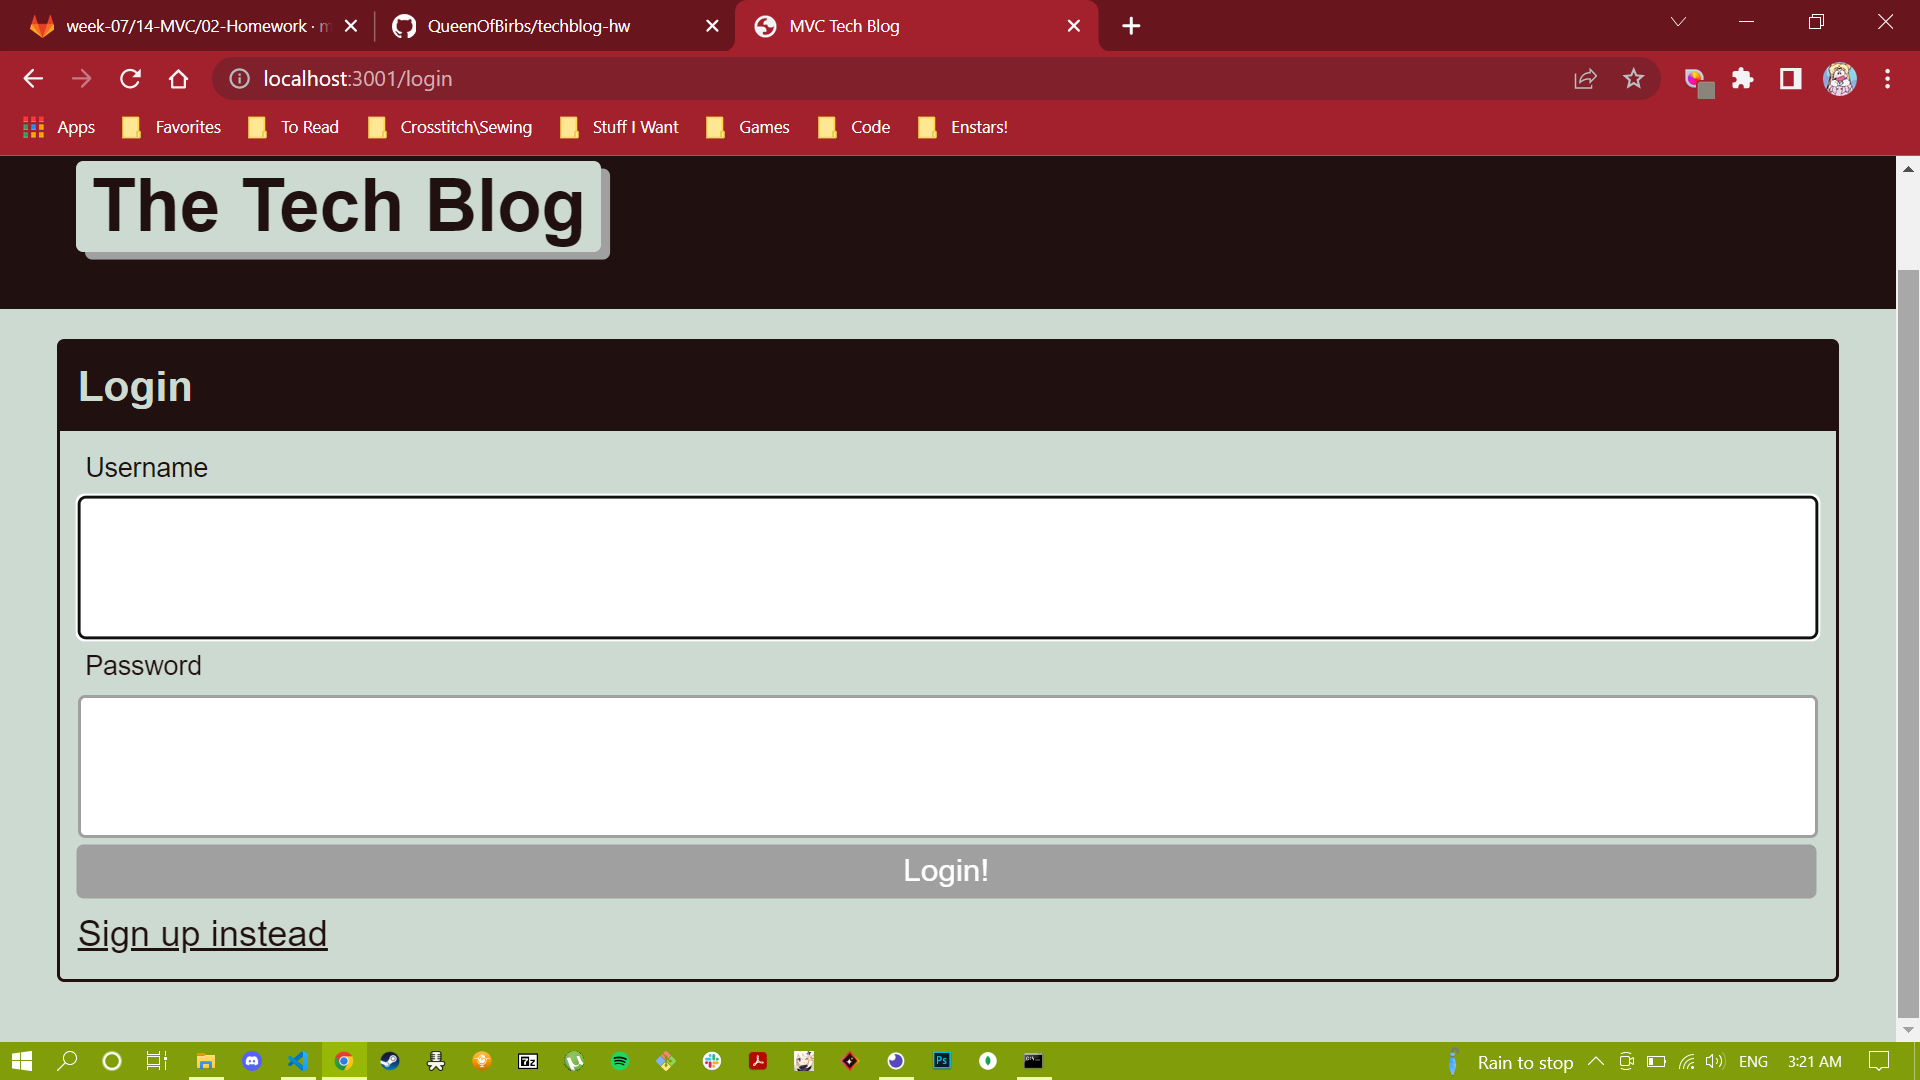 week-07/14-MVC/02-Homework · m
QueenOfBirbs/techblog-hw
MVC Tech Blog
localhost:3001/login
Apps
Favorites
To Read
Crosstitch\Sewing
Stuff I Want
Games
Code
Enstars!
The Tech Blog
Login
Username
Password
Login!
Sign up instead
7z
Ps
Rain to stop
ENG
3:21 AM